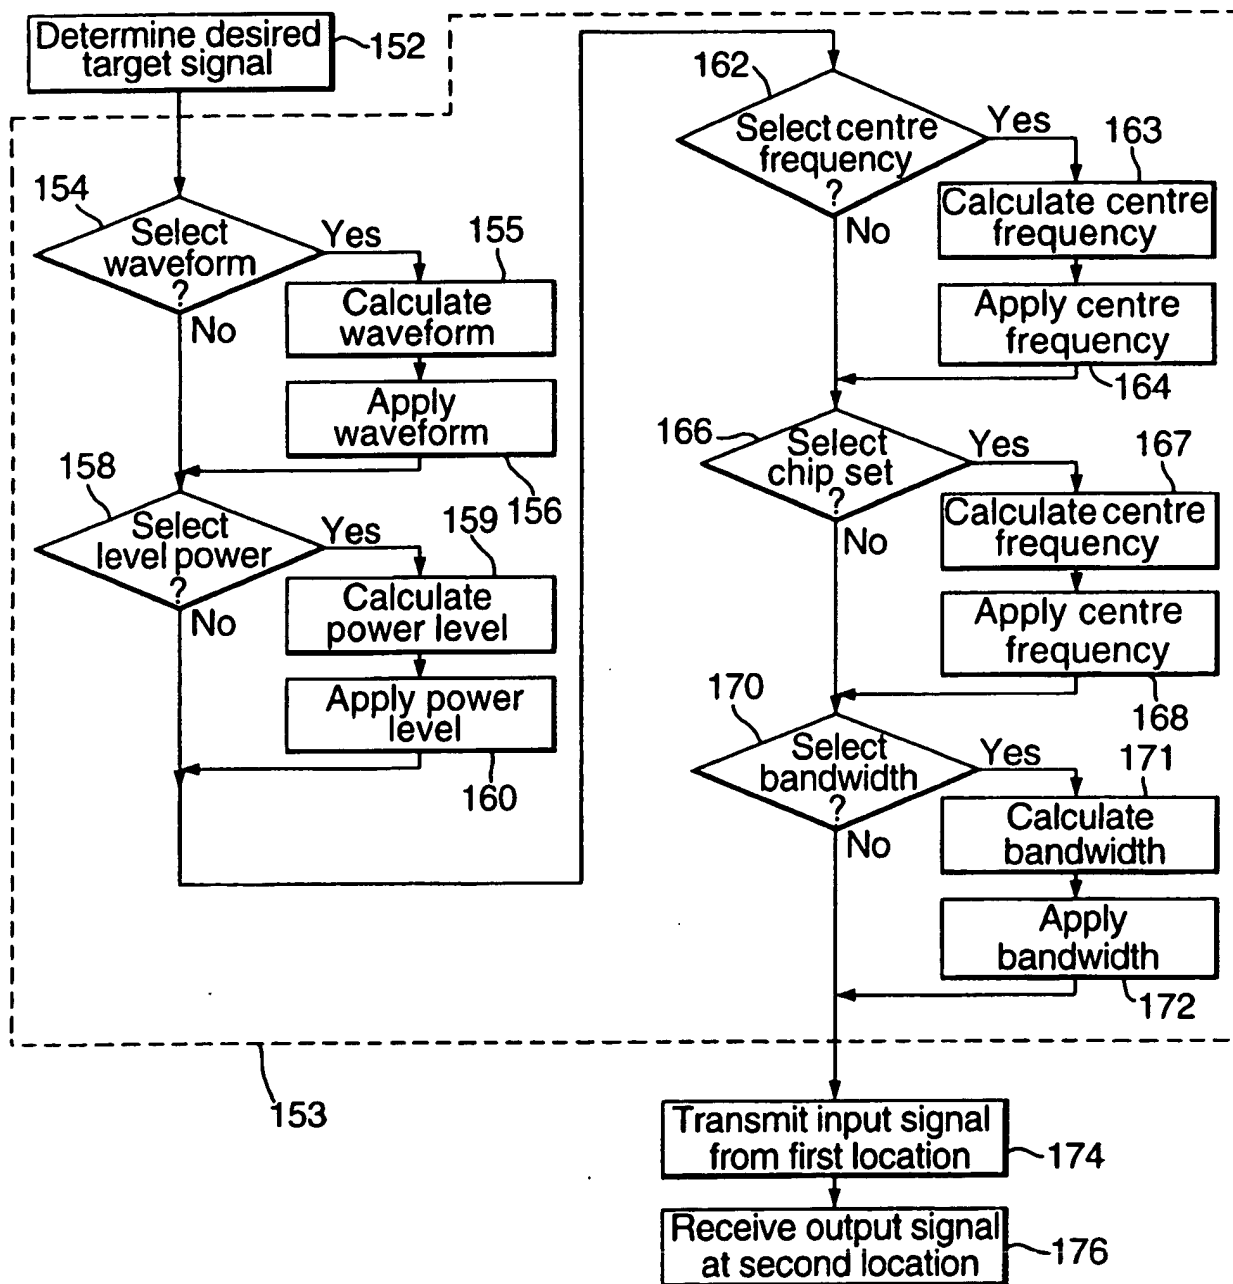 Determine desired
target signal
152
154
Select
waveform
?
Yes
No
155
Calculate
waveform
Apply
waveform
156
158
Select
level power
?
Yes
No
159
Calculate
power level
Apply power
level
160
153
162
Select centre
frequency
?
Yes
No
163
Calculate centre
frequency
Apply centre
frequency
164
166
Select
chip set
?
Yes
No
167
Calculate centre
frequency
Apply centre
frequency
168
170
Select
bandwidth
?
Yes
No
171
Calculate
bandwidth
Apply
bandwidth
172
Transmit input signal
from first location
174
Receive output signal
at second location
176